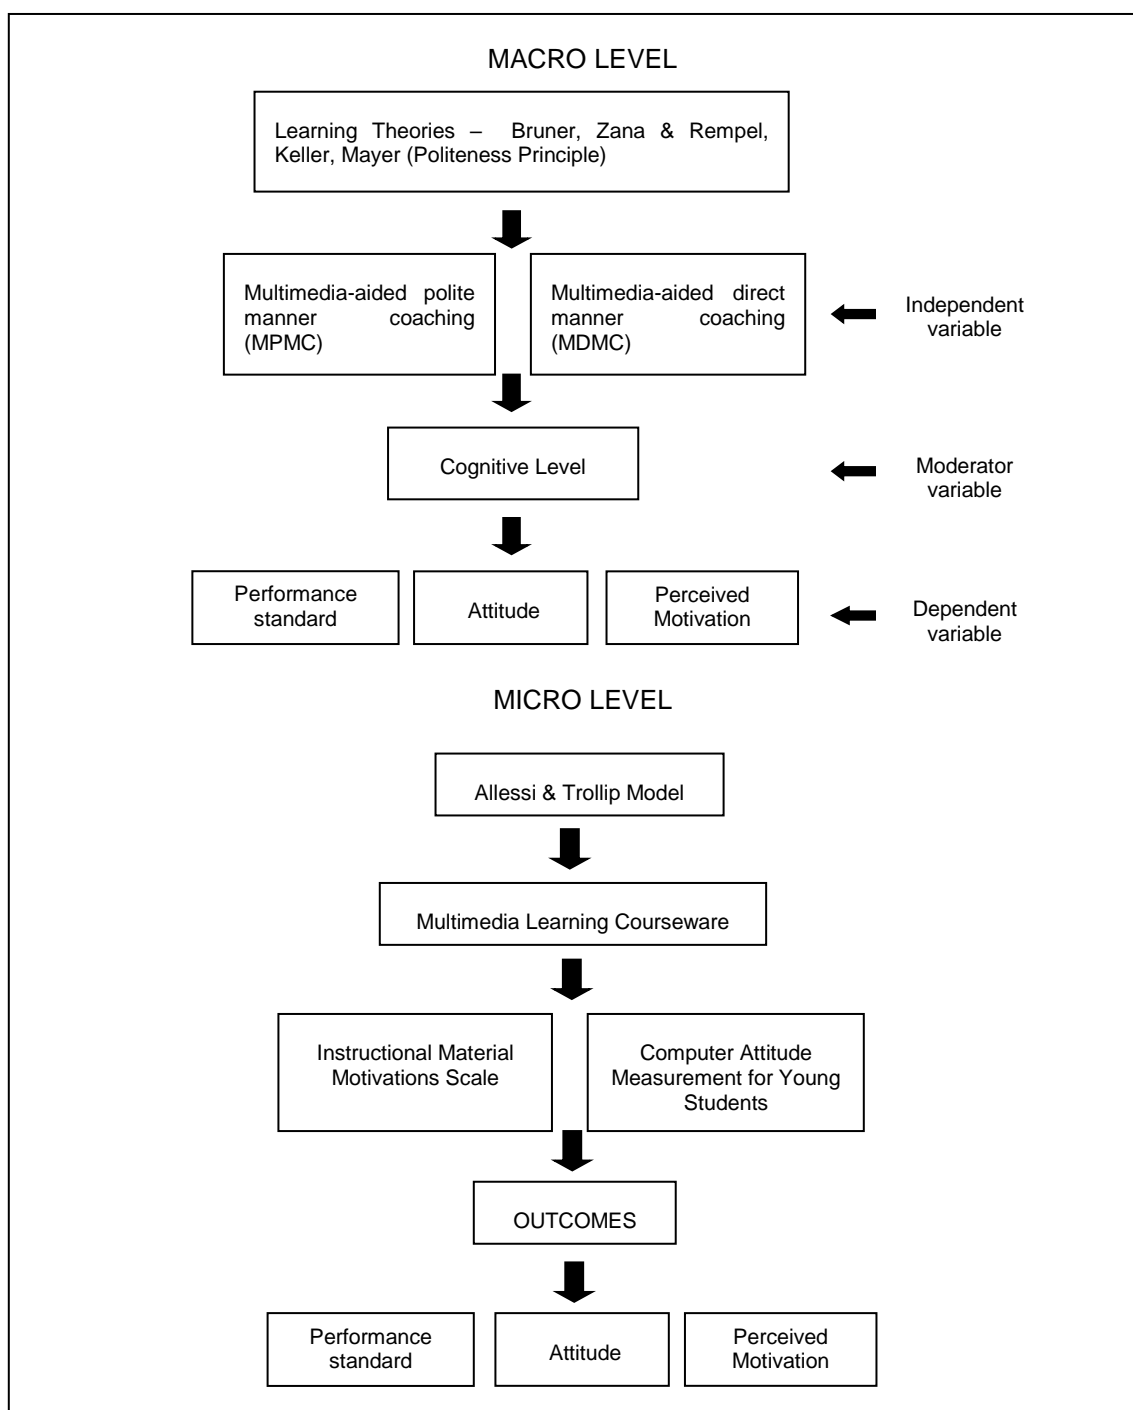 MACRO LEVEL
Learning Theories – Bruner, Zana & Rempel,
Keller, Mayer (Politeness Principle)
Multimedia-aided polite
manner coaching
(MPMC)
Multimedia-aided direct
manner coaching
(MDMC)
Independent
variable
Cognitive Level
Moderator
variable
Performance
standard
Attitude
Perceived
Motivation
Dependent
variable
MICRO LEVEL
Allessi & Trollip Model
Multimedia Learning Courseware
Instructional Material
Motivations Scale
Computer Attitude
Measurement for Young
Students
OUTCOMES
Performance
standard
Attitude
Perceived
Motivation